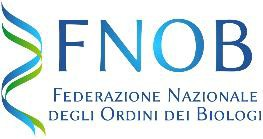 FNOB
FEDERAZIONE NAZIONALE
DEGLI ORDINI DEI BIOLOGI